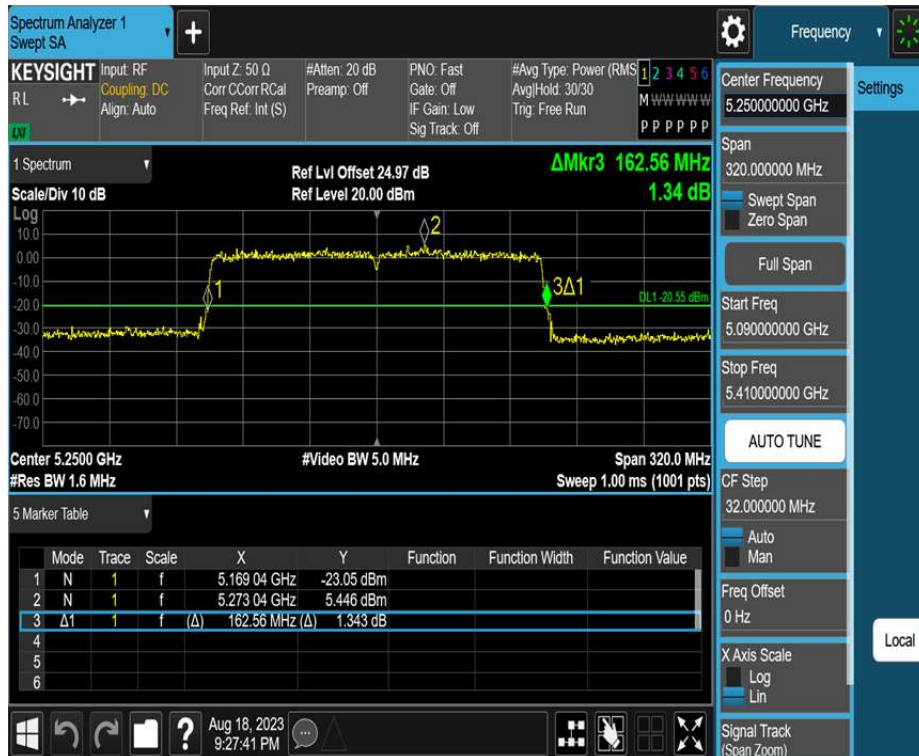 Spectrum Analyzer 1
Swept SA
+
Frequency
KEYSIGHT
RL
LXI
Input: RF
Coupling: DC
Align: Auto
Input Z: 50 Ω
Corr CCorr RCal
Freq Ref: Int (S)
#Atten: 20 dB
Preamp: Off
PNO: Fast
Gate: Off
IF Gain: Low
Sig Track: Off
#Avg Type: Power (RMS
Avg|Hold: 30/30
Trig: Free Run
1 2 3 4 5 6
M W W W W W
P P P P P P
1 Spectrum
Scale/Div 10 dB
Ref Lvl Offset 24.97 dB
Ref Level 20.00 dBm
ΔMkr3 162.56 MHz
1.34 dB
Log
10.0
0.00
-10.0
-20.0
-30.0
-40.0
-50.0
-60.0
-70.0
2
1
3Δ1
DL1 -20.55 dBm
Center 5.2500 GHz
#Video BW 5.0 MHz
Span 320.0 MHz
#Res BW 1.6 MHz
Sweep 1.00 ms (1001 pts)
5 Marker Table
Mode Trace Scale X Y Function Function Width Function Value
1 N 1 f 5.169 04 GHz -23.05 dBm
2 N 1 f 5.273 04 GHz 5.446 dBm
3 Δ1 1 f (Δ) 162.56 MHz (Δ) 1.343 dB
4
5
6
?
Aug 18, 2023
9:27:41 PM
Settings
Center Frequency
5.250000000 GHz
Span
320.000000 MHz
Swept Span
Zero Span
Full Span
Start Freq
5.090000000 GHz
Stop Freq
5.410000000 GHz
AUTO TUNE
CF Step
32.000000 MHz
Auto
Man
Freq Offset
0 Hz
X Axis Scale
Log
Lin
Signal Track
(Span Zoom)
Local